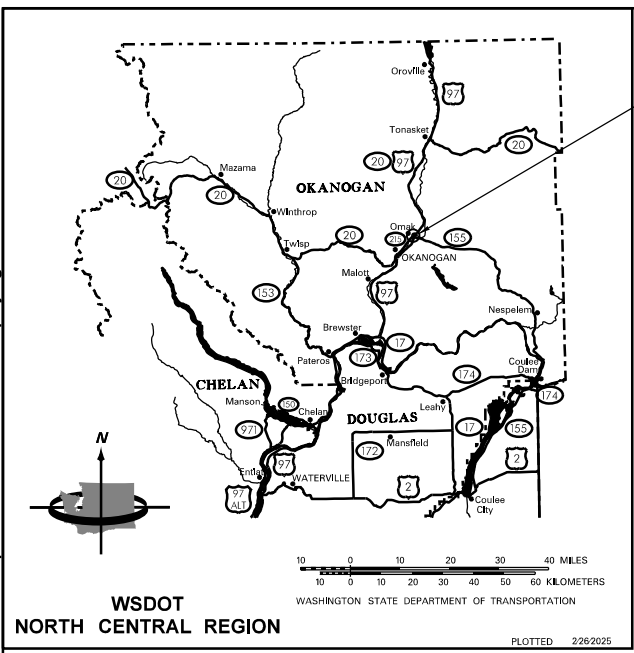 Oroville
97
Tonasket
20
97
20
Mazama
20
20
OKANOGAN
Winthrop
Omak
20
215
155
Twisp
OKANOGAN
Malott
153
97
Nespelem
Brewster
17
173
Pateros
Coulee
Dam
Bridgeport
174
CHELAN
174
Manson
150
Chelan
Leahy
DOUGLAS
971
17
155
172
Mansfield
97
2
Entiat
WATERVILLE
2
97
ALT
Coulee
City
N
10 0 10 20 30 40 MILES
10 0 10 20 30 40 50 60 KILOMETERS
WASHINGTON STATE DEPARTMENT OF TRANSPORTATION
WSDOT
NORTH CENTRAL REGION
PLOTTED 2/26/2025